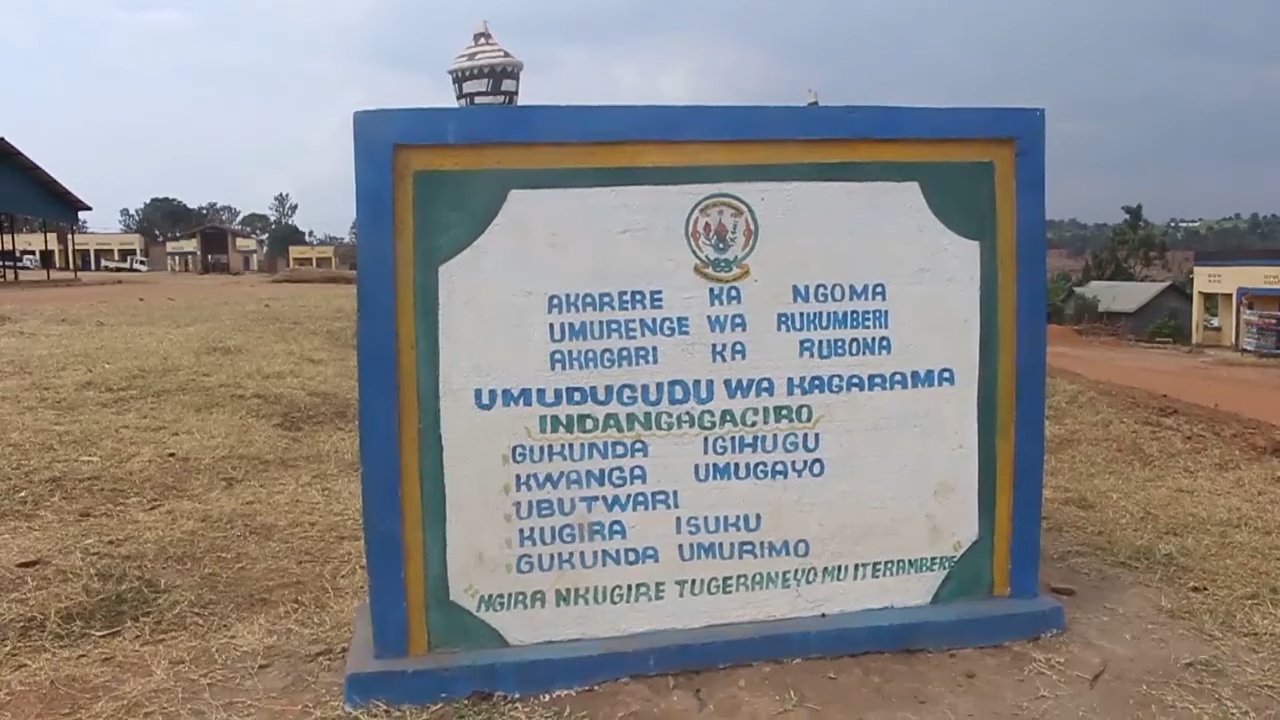 AKARERE KA NGOMA
UMURENGE WA RUKUMBERI
AKAGARI KA RUBONA
UMUDUGUDU WA KAGARAMA
INDANGAGACIRO
GUKUNDA IGIHUGU
KWANGA UMUGAYO
UBUTWARI
KUGIRA ISUKU
GUKUNDA UMURIMO
"NGIRA NKUGIRE TUGERANEYO MU ITERAMBERE"